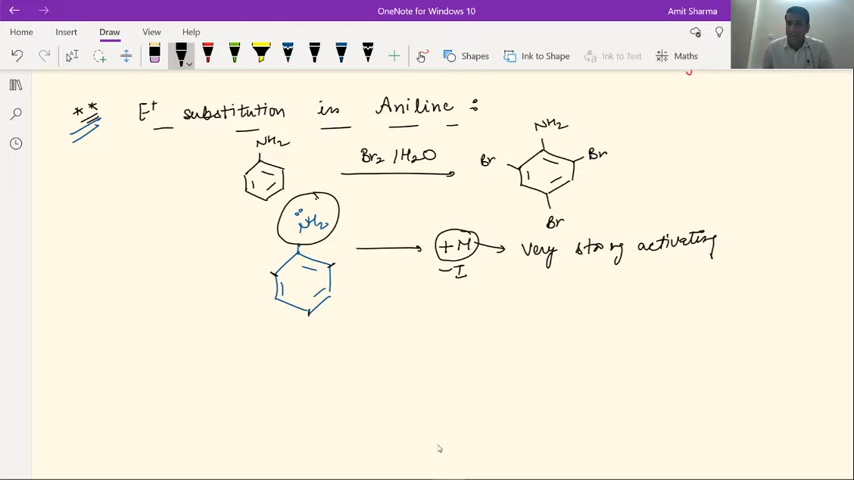 OneNote for Windows 10
Amit Sharma
Home Insert Draw View Help
Shapes Ink to Shape Ink to Text Maths
** E+ substitution in Aniline :
NH2 Br2 /H2O NH2
Br Br
Br
NH2 +M very strong activating
-I